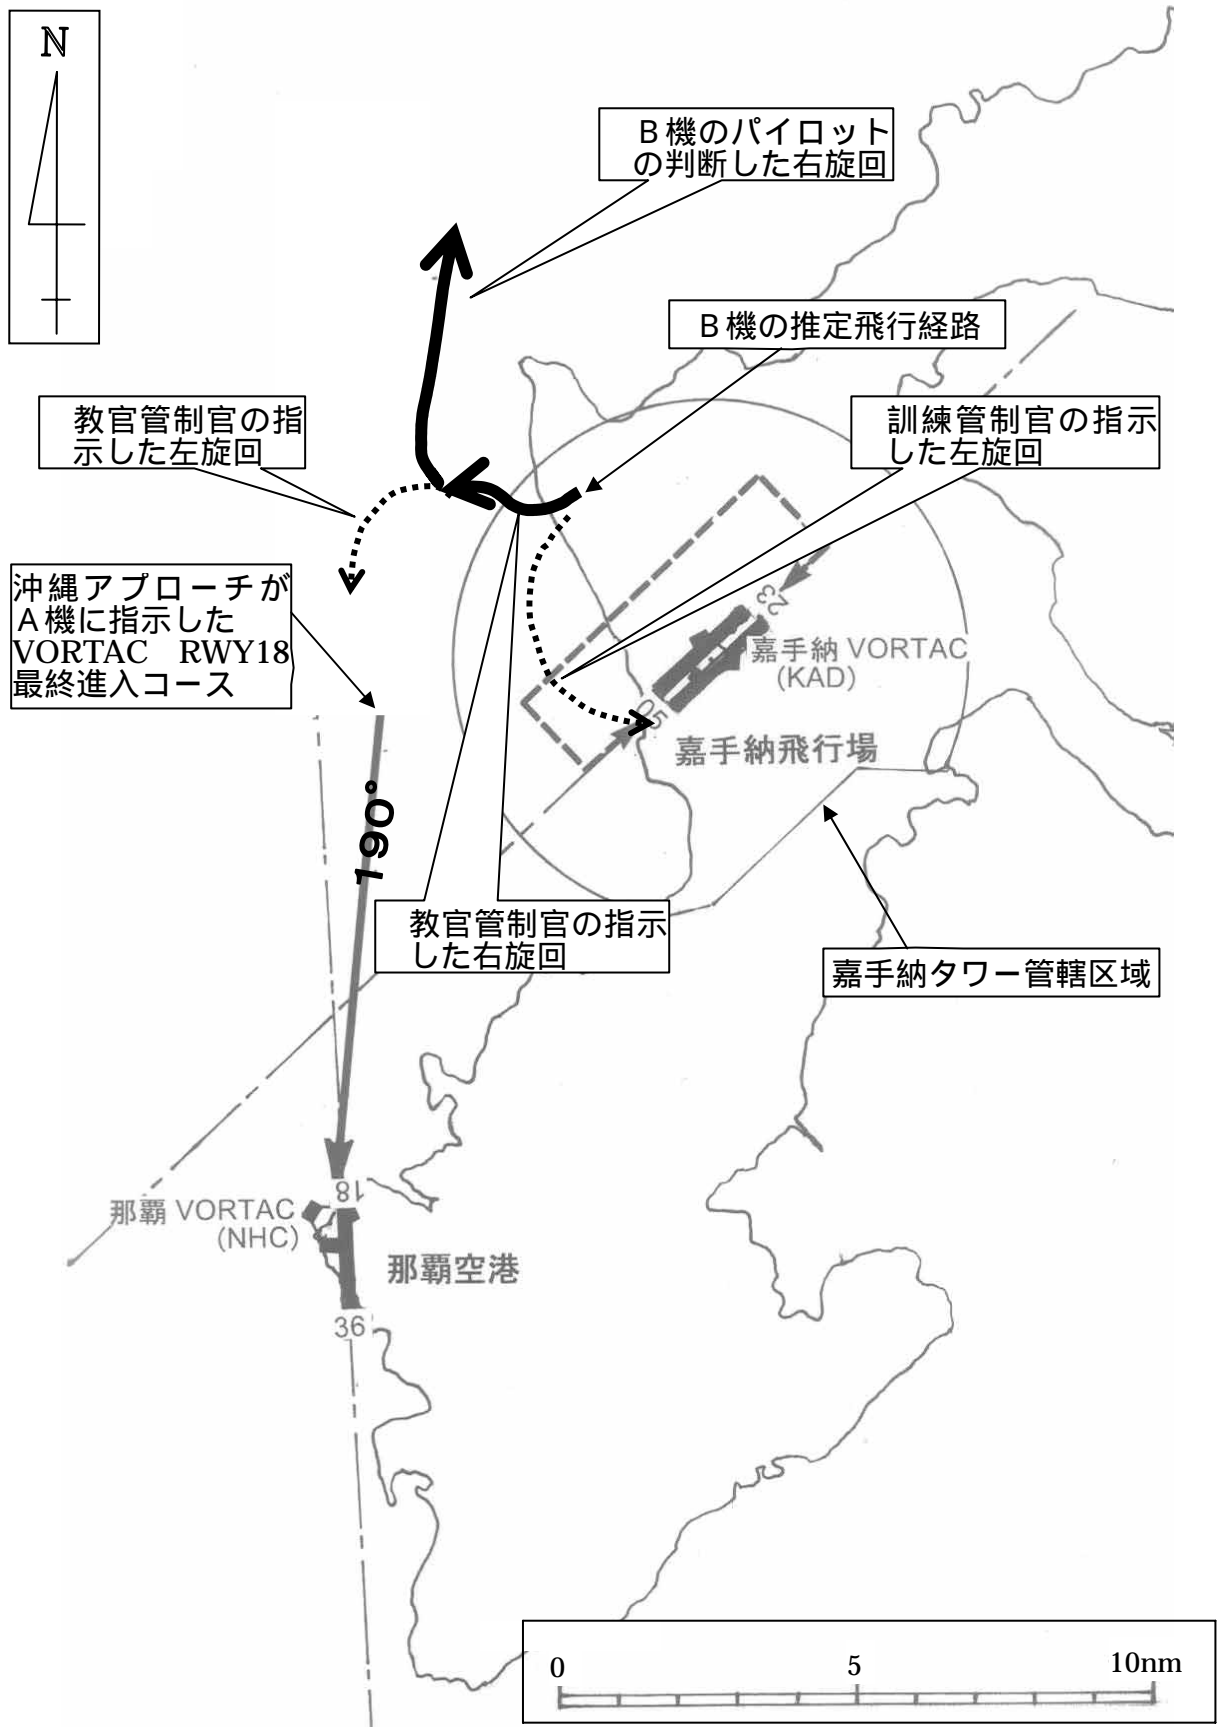 N
B機のパイロット
の判断した右旋回
B機の推定飛行経路
教官管制官の指
示した左旋回
訓練管制官の指示
した左旋回
沖縄アプローチが
A機に指示した
VORTAC RWY18
最終進入コース
23
嘉手納 VORTAC
(KAD)
05
嘉手納飛行場
190°
教官管制官の指示
した右旋回
嘉手納タワー管轄区域
18
那覇 VORTAC
(NHC)
那覇空港
36
0 5 10nm